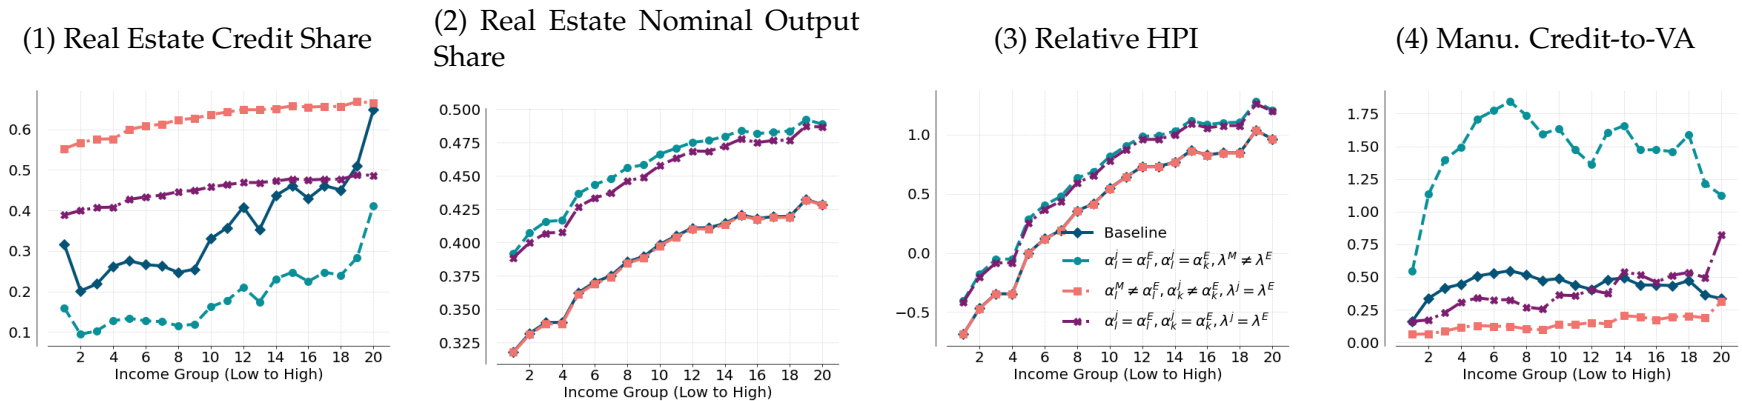 (1) Real Estate Credit Share
0.6
0.5
0.4
0.3
0.2
0.1
2 4 6 8 10 12 14 16 18 20
Income Group (Low to High)
(2) Real Estate Nominal Output
Share
0.500
0.475
0.450
0.425
0.400
0.375
0.350
0.325
2 4 6 8 10 12 14 16 18 20
Income Group (Low to High)
(3) Relative HPI
1.0
0.5
0.0
−0.5
Baseline
α_l^j = α_l^E, α_l^j = α_k^E, λ^M ≠ λ^E
α_l^M ≠ α_l^E, α_k^j ≠ α_k^E, λ^j = λ^E
α_l^j = α_l^E, α_k^j = α_k^E, λ^j = λ^E
2 4 6 8 10 12 14 16 18 20
Income Group (Low to High)
(4) Manu. Credit-to-VA
1.75
1.50
1.25
1.00
0.75
0.50
0.25
0.00
2 4 6 8 10 12 14 16 18 20
Income Group (Low to High)